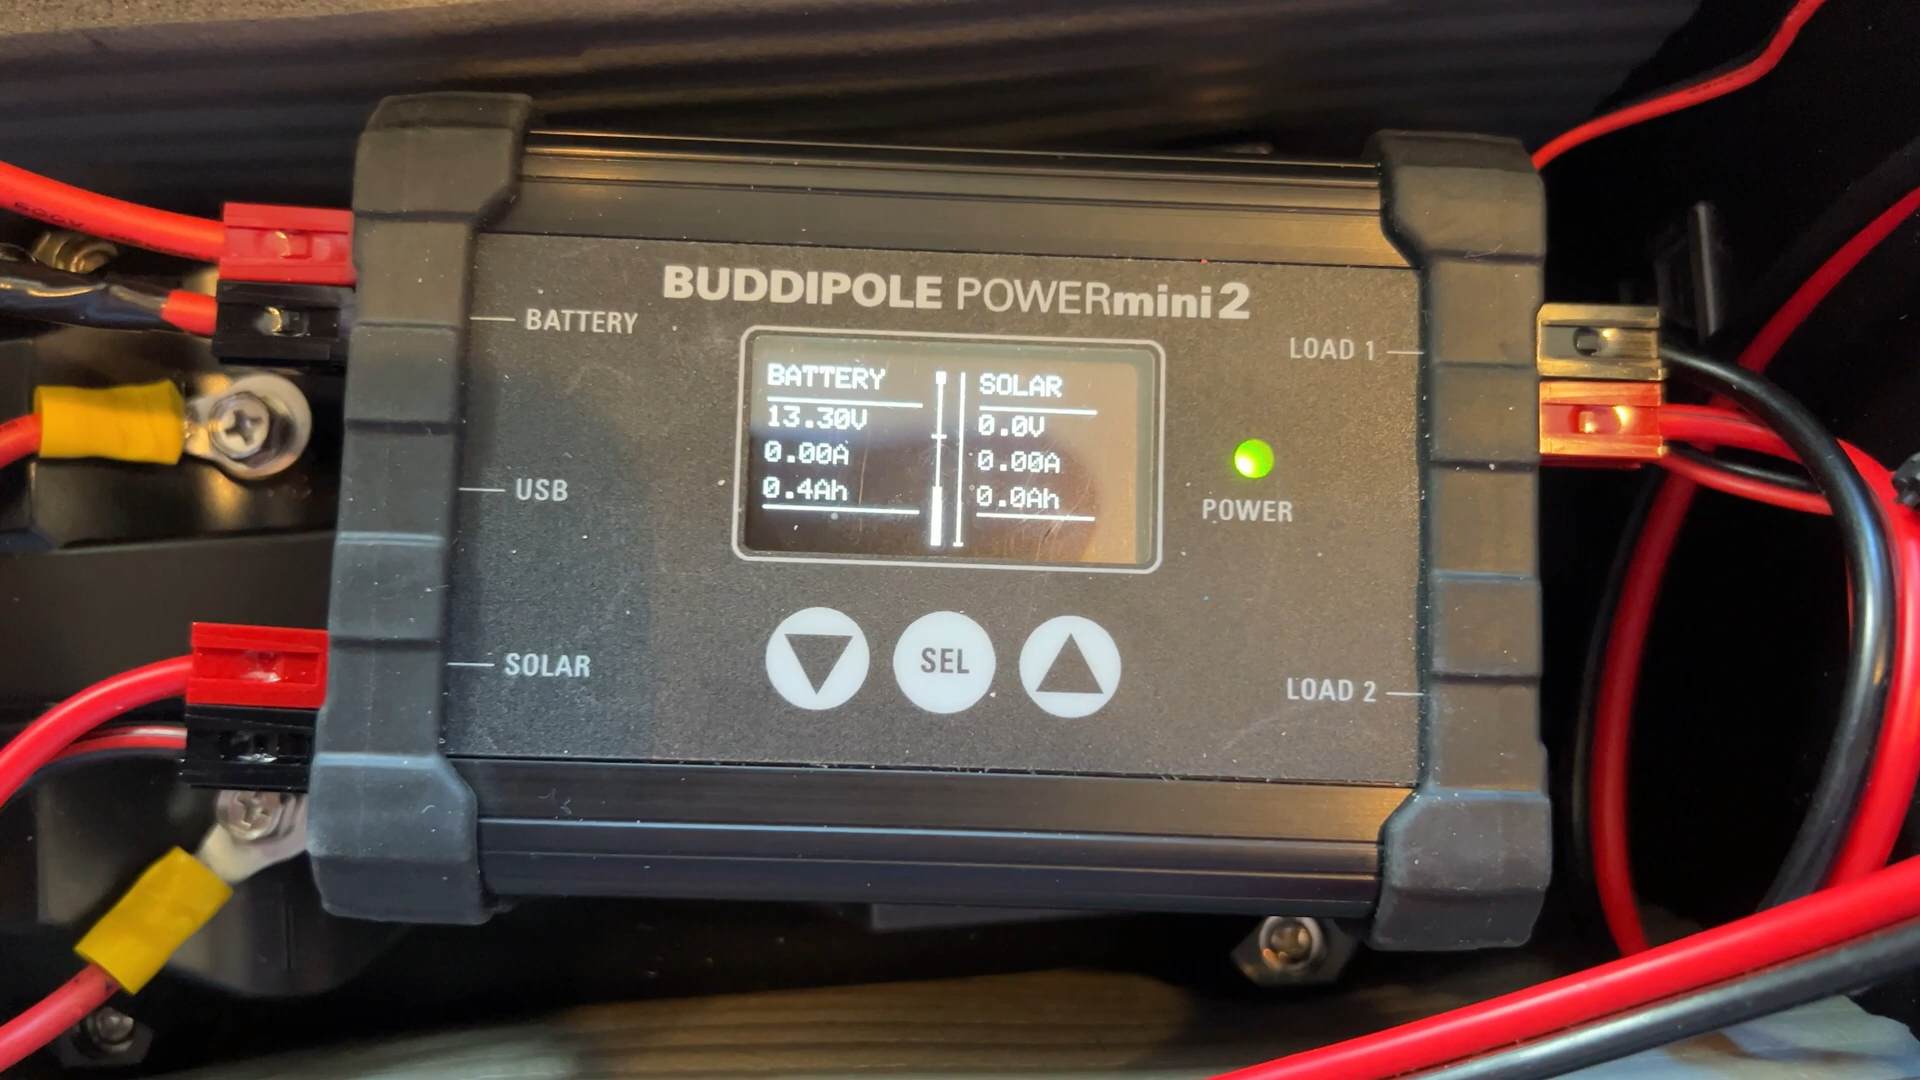 BUDDIPOLE POWERmini2
BATTERY
LOAD 1
BATTERY
13.30V
0.00A
0.4Ah
SOLAR
0.0V
0.00A
0.0Ah
USB
POWER
SOLAR
SEL
LOAD 2